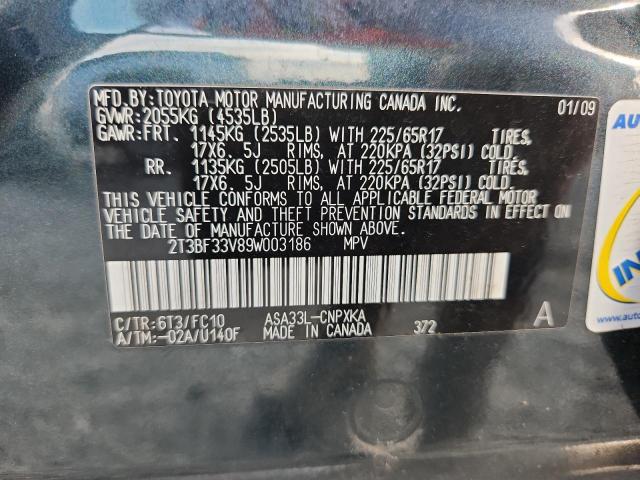 MFD.BY:TOYOTA MOTOR MANUFACTURING CANADA INC. 01/09
GVWR:2055KG (4535LB)
GAWR:FRT. 1145KG (2535LB) WITH 225/65R17 TIRES,
17X6. 5J RIMS, AT 220KPA (32PSI) COLD.
RR. 1135KG (2505LB) WITH 225/65R17 TIRES,
17X6. 5J RIMS, AT 220KPA (32PSI) COLD.
THIS VEHICLE CONFORMS TO ALL APPLICABLE FEDERAL MOTOR
VEHICLE SAFETY AND THEFT PREVENTION STANDARDS IN EFFECT ON
THE DATE OF MANUFACTURE SHOWN ABOVE.
2T3BF33V89W003186 MPV
C/TR:6T3/FC10 ASA33L-CNPXKA
A/TM:-02A/U140F MADE IN CANADA 372 A
AU
IN